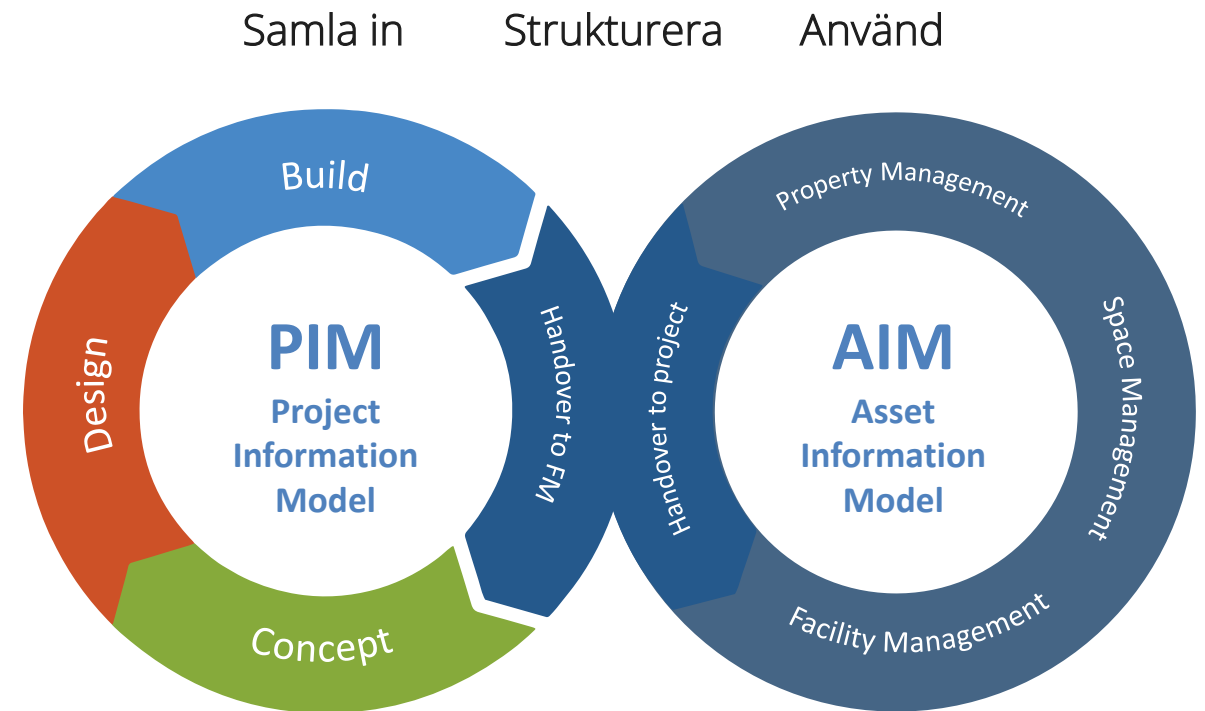 Samla in
Strukturera
Använd
Build
Design
Concept
Handover to FM
PIM
Project
Information
Model
Handover to project
Property Management
Space Management
Facility Management
AIM
Asset
Information
Model